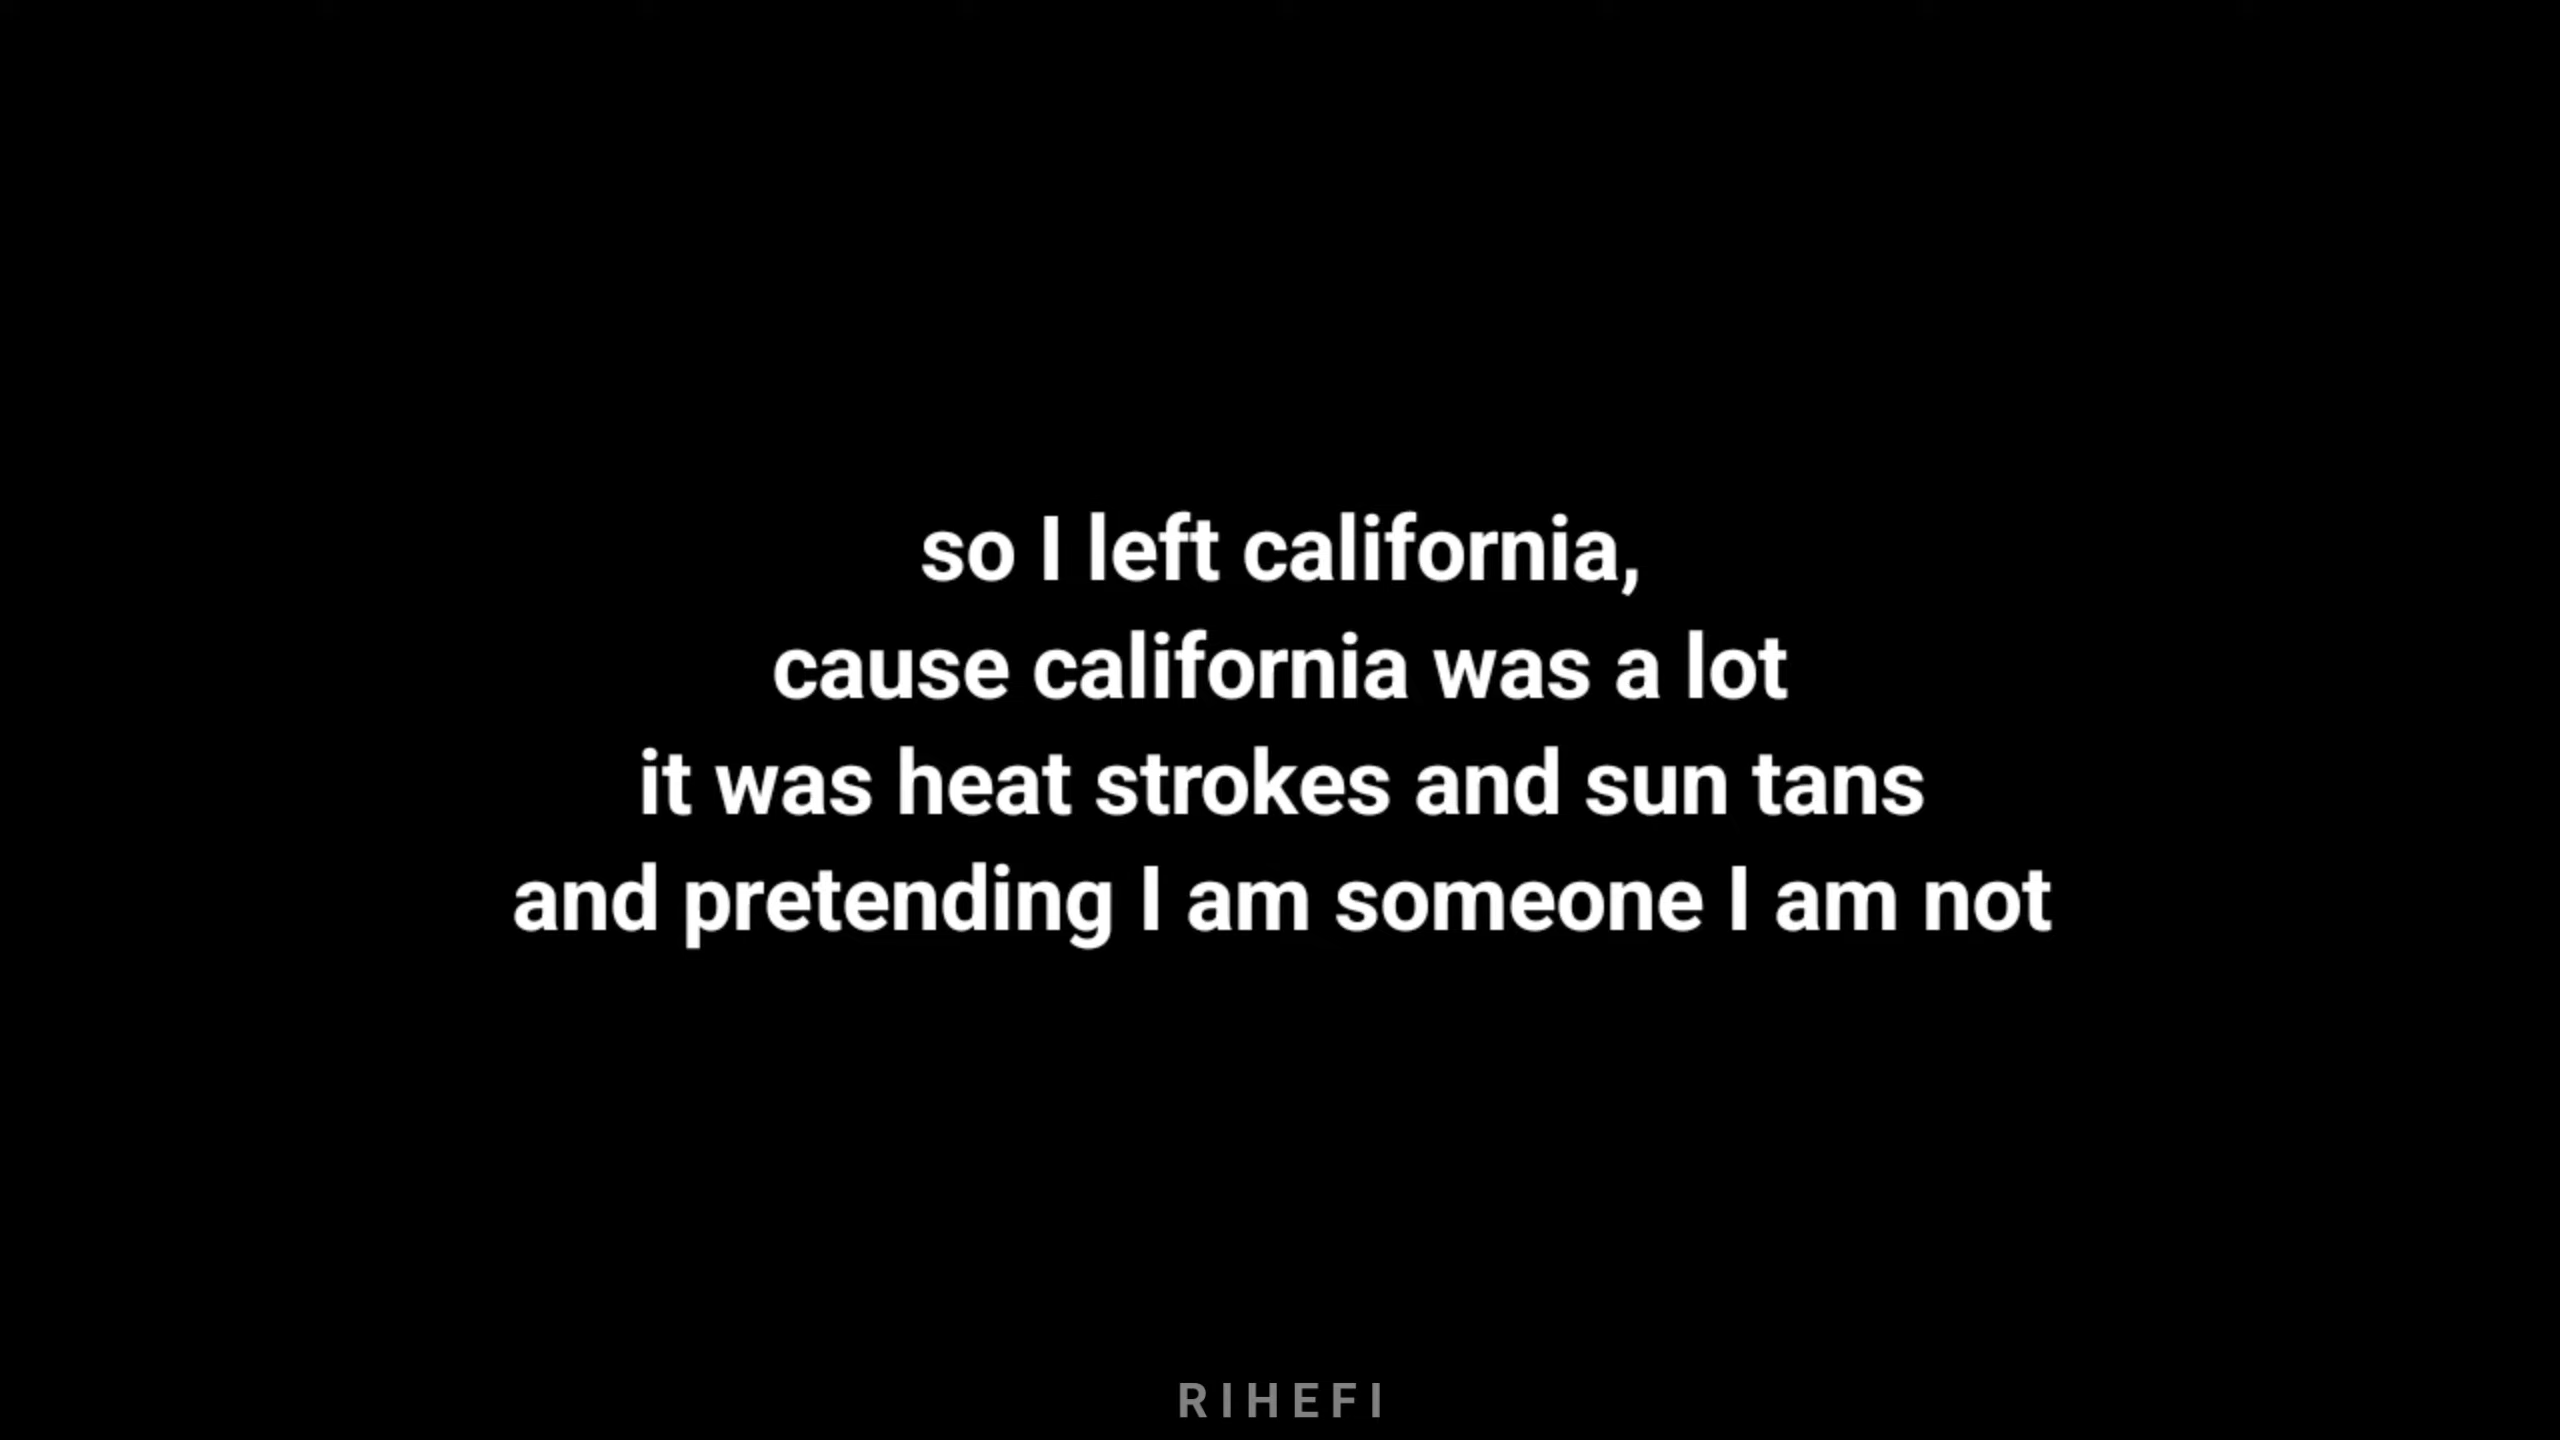 so I left california,
cause california was a lot
it was heat strokes and sun tans
and pretending I am someone I am not
RIHEFI